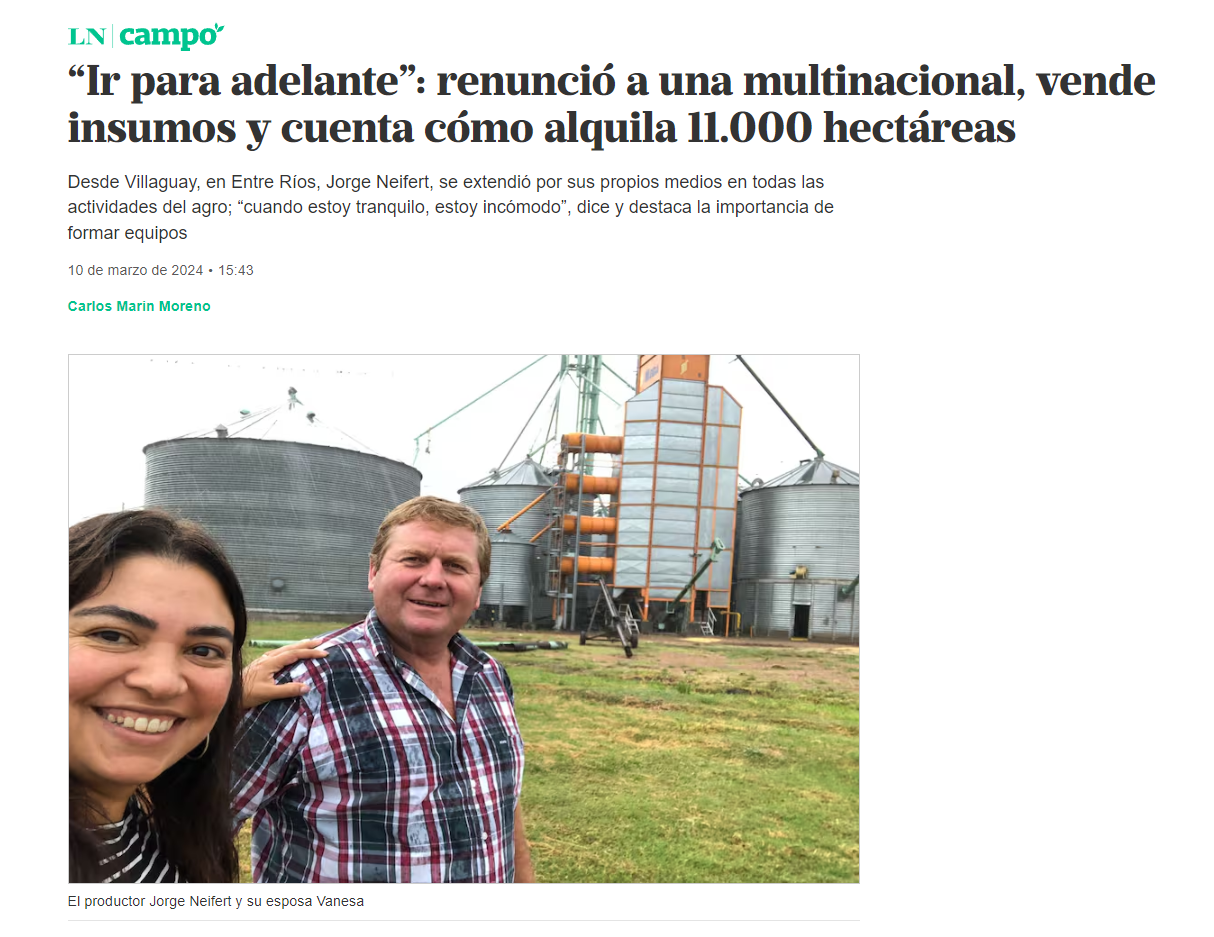 LN campo
“Ir para adelante”: renunció a una multinacional, vende
insumos y cuenta cómo alquila 11.000 hectáreas
Desde Villaguay, en Entre Ríos, Jorge Neifert, se extendió por sus propios medios en todas las
actividades del agro; “cuando estoy tranquilo, estoy incómodo”, dice y destaca la importancia de
formar equipos
10 de marzo de 2024 • 15:43
Carlos Marin Moreno
El productor Jorge Neifert y su esposa Vanesa